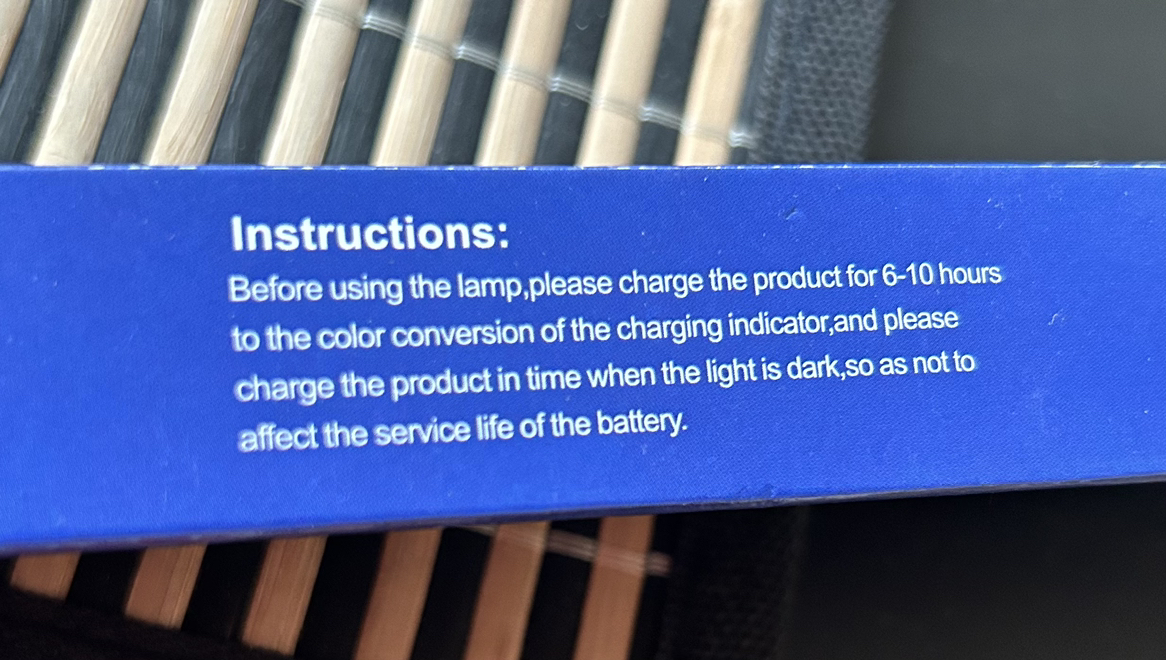 Instructions:
Before using the lamp,please charge the product for 6-10 hours
to the color conversion of the charging indicator,and please
charge the product in time when the light is dark,so as not to
affect the service life of the battery.